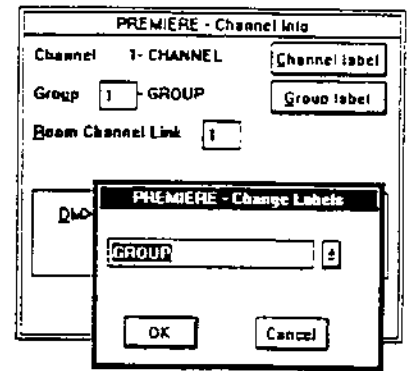 PREMIERE - Channel Info
Channel 1- CHANNEL Channel label
Group 1 - GROUP Group label
Room Channel Link 1
PREMIERE - Change Labels
GROUP
OK Cancel